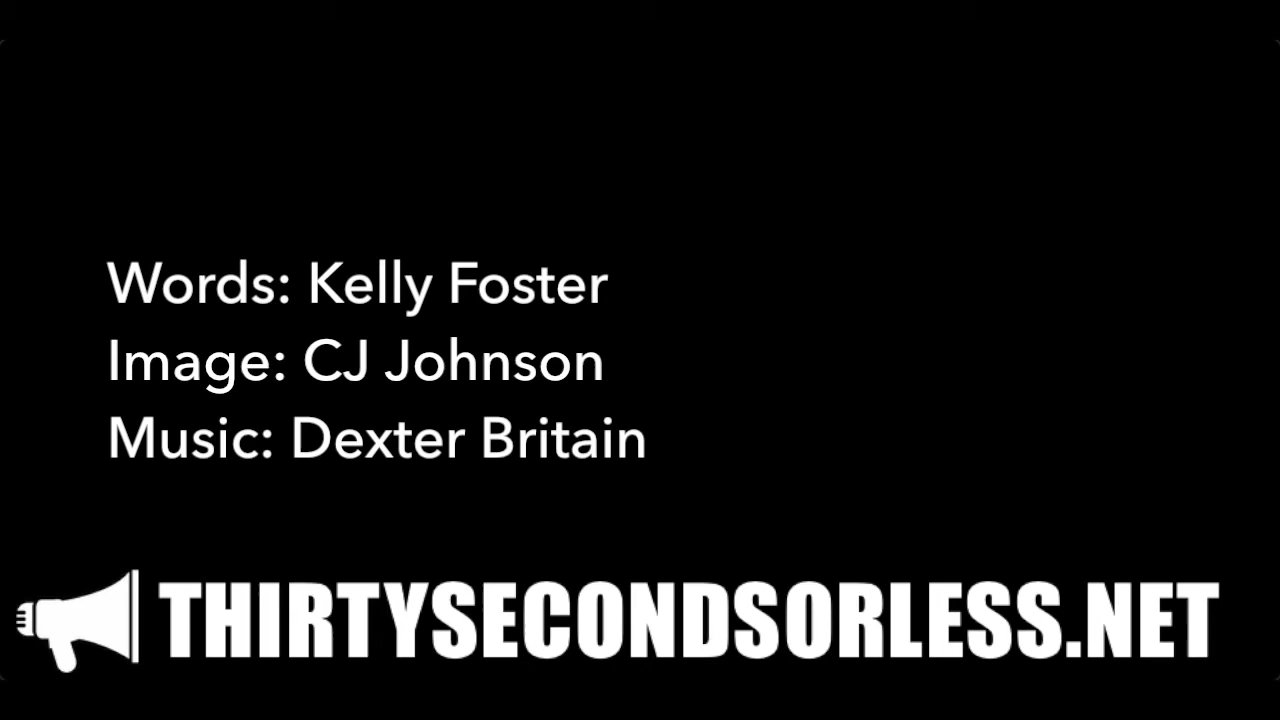 Words: Kelly Foster
Image: CJ Johnson
Music: Dexter Britain
THIRTYSECONDSORLESS.NET